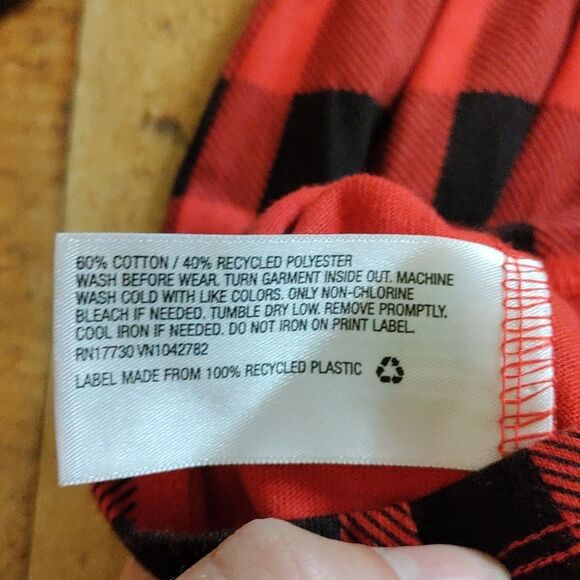 60% COTTON / 40% RECYCLED POLYESTER
WASH BEFORE WEAR. TURN GARMENT INSIDE OUT. MACHINE
WASH COLD WITH LIKE COLORS. ONLY NON-CHLORINE
BLEACH IF NEEDED. TUMBLE DRY LOW. REMOVE PROMPTLY.
COOL IRON IF NEEDED. DO NOT IRON ON PRINT LABEL.
RN17730 VN1042782
LABEL MADE FROM 100% RECYCLED PLASTIC